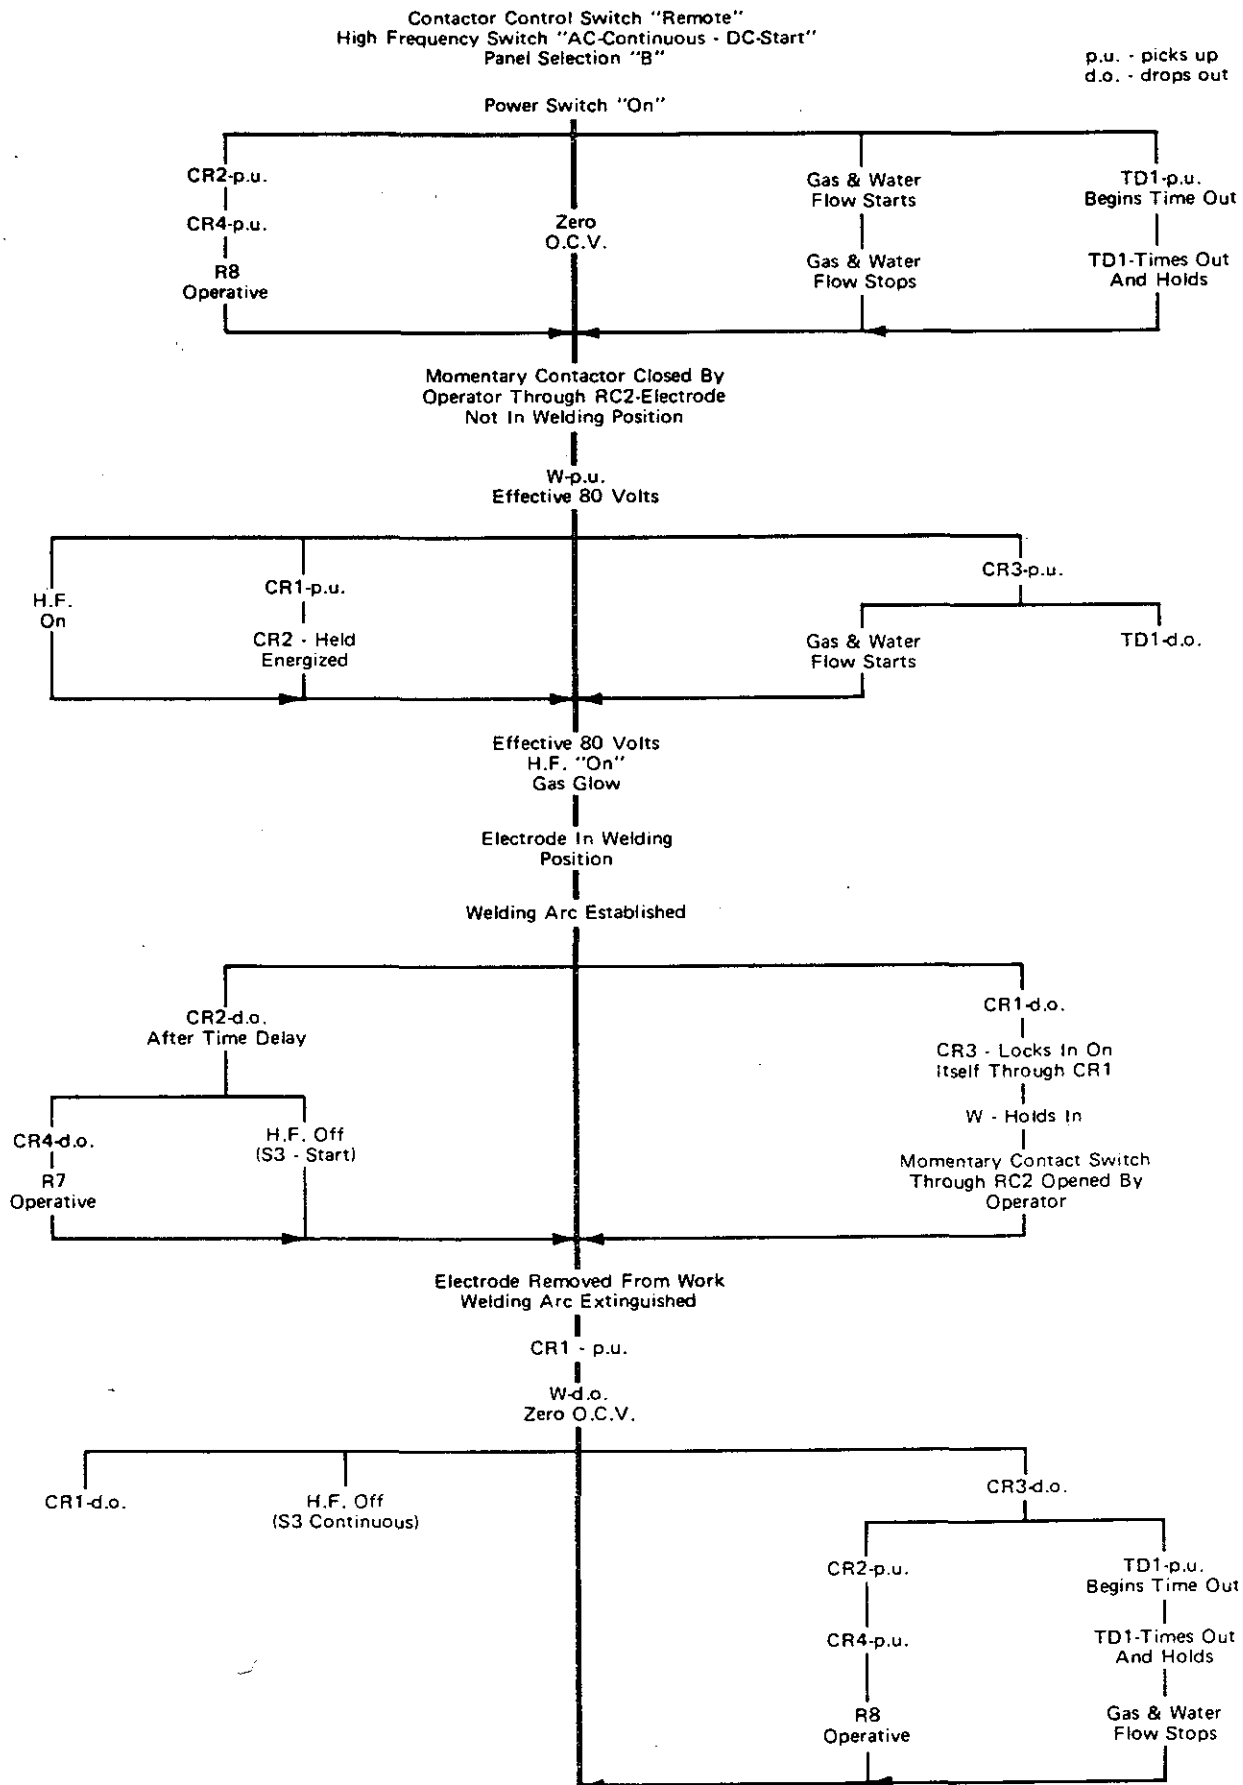 Contactor Control Switch "Remote"
High Frequency Switch "AC-Continuous - DC-Start"
Panel Selection "B"
p.u. - picks up
d.o. - drops out
Power Switch "On"
CR2-p.u.
CR4-p.u.
R8
Operative
Zero
O.C.V.
Gas & Water
Flow Starts
Gas & Water
Flow Stops
TD1-p.u.
Begins Time Out
TD1-Times Out
And Holds
Momentary Contactor Closed By
Operator Through RC2-Electrode
Not In Welding Position
W-p.u.
Effective 80 Volts
H.F.
On
CR1-p.u.
CR2 - Held
Energized
CR3-p.u.
Gas & Water
Flow Starts
TD1-d.o.
Effective 80 Volts
H.F. "On"
Gas Glow
Electrode In Welding
Position
Welding Arc Established
CR2-d.o.
After Time Delay
CR4-d.o.
R7
Operative
H.F. Off
(S3 - Start)
CR1-d.o.
CR3 - Locks In On
Itself Through CR1
W - Holds In
Momentary Contact Switch
Through RC2 Opened By
Operator
Electrode Removed From Work
Welding Arc Extinguished
CR1 - p.u.
W-d.o.
Zero O.C.V.
CR1-d.o.
H.F. Off
(S3 Continuous)
CR3-d.o.
CR2-p.u.
CR4-p.u.
R8
Operative
TD1-p.u.
Begins Time Out
TD1-Times Out
And Holds
Gas & Water
Flow Stops